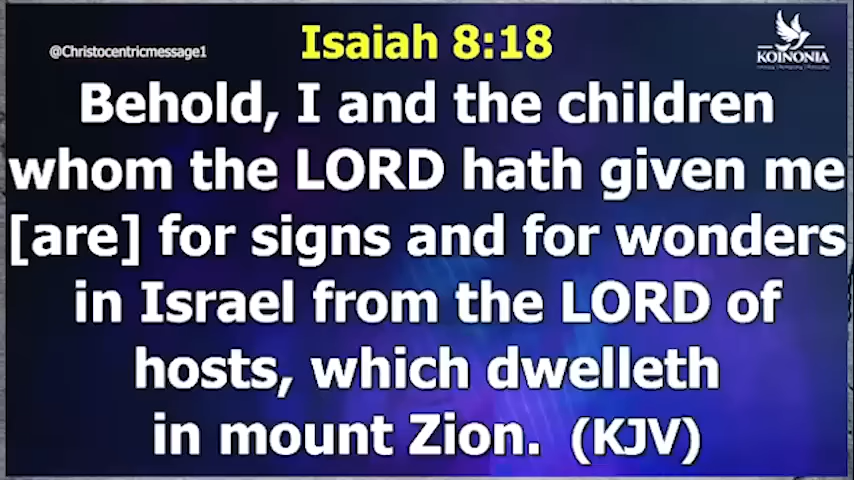 @Christocentricmessage1
Isaiah 8:18
KOINONIA
Behold, I and the children
whom the LORD hath given me
[are] for signs and for wonders
in Israel from the LORD of
hosts, which dwelleth
in mount Zion. (KJV)